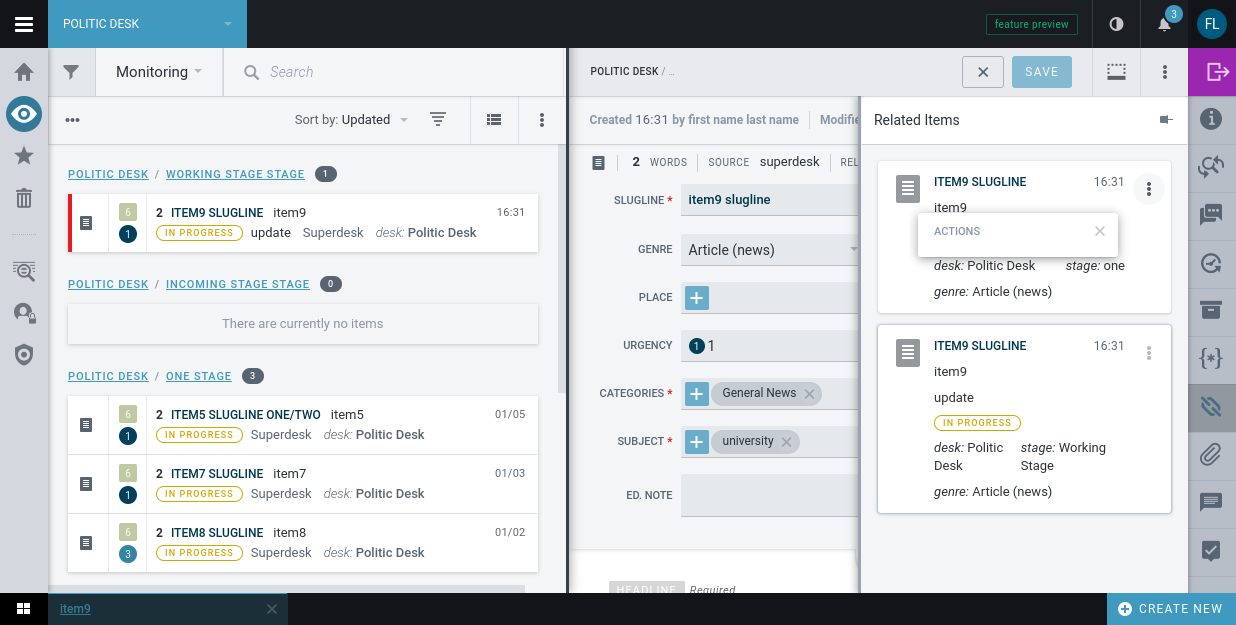 POLITIC DESK
feature preview
3
FL
Monitoring
Search
POLITIC DESK / ...
SAVE
Sort by: Updated
Created 16:31 by first name last name
Modifie
Related Items
POLITIC DESK / WORKING STAGE STAGE 1
6
2 ITEM9 SLUGLINE item9 16:31
1
IN PROGRESS update Superdesk desk: Politic Desk
POLITIC DESK / INCOMING STAGE STAGE 0
There are currently no items
POLITIC DESK / ONE STAGE 3
6
2 ITEM5 SLUGLINE ONE/TWO item5 01/05
1
IN PROGRESS Superdesk desk: Politic Desk
6
2 ITEM7 SLUGLINE item7 01/03
1
IN PROGRESS Superdesk desk: Politic Desk
6
2 ITEM8 SLUGLINE item8 01/02
3
IN PROGRESS Superdesk desk: Politic Desk
2 WORDS SOURCE superdesk REL
SLUGLINE * item9 slugline
GENRE Article (news)
PLACE
URGENCY 1 1
CATEGORIES * General News
SUBJECT * university
ED. NOTE
HEADLINE Required
ITEM9 SLUGLINE 16:31
item9
ACTIONS
desk: Politic Desk stage: one
genre: Article (news)
ITEM9 SLUGLINE 16:31
item9
update
IN PROGRESS
desk: Politic Desk stage: Working Stage
genre: Article (news)
item9
CREATE NEW